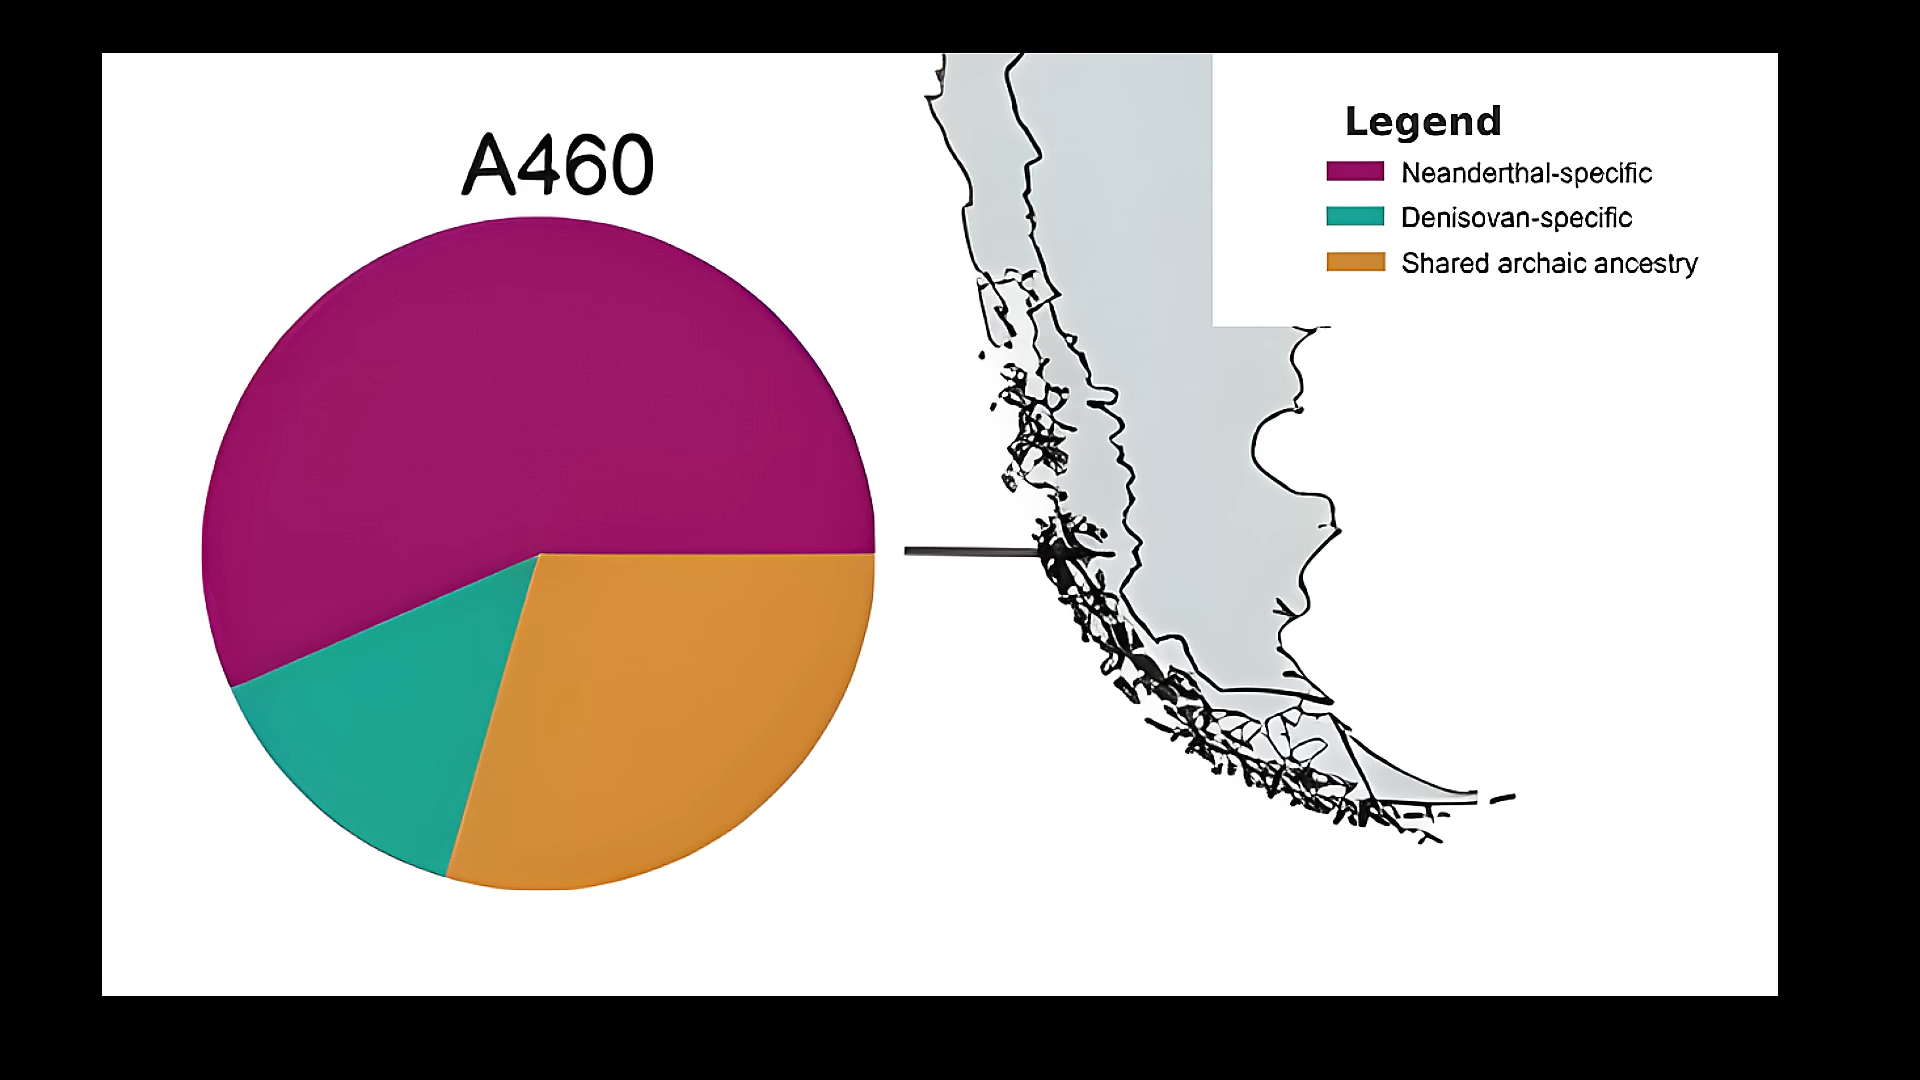 A460
Legend
Neanderthal-specific
Denisovan-specific
Shared archaic ancestry